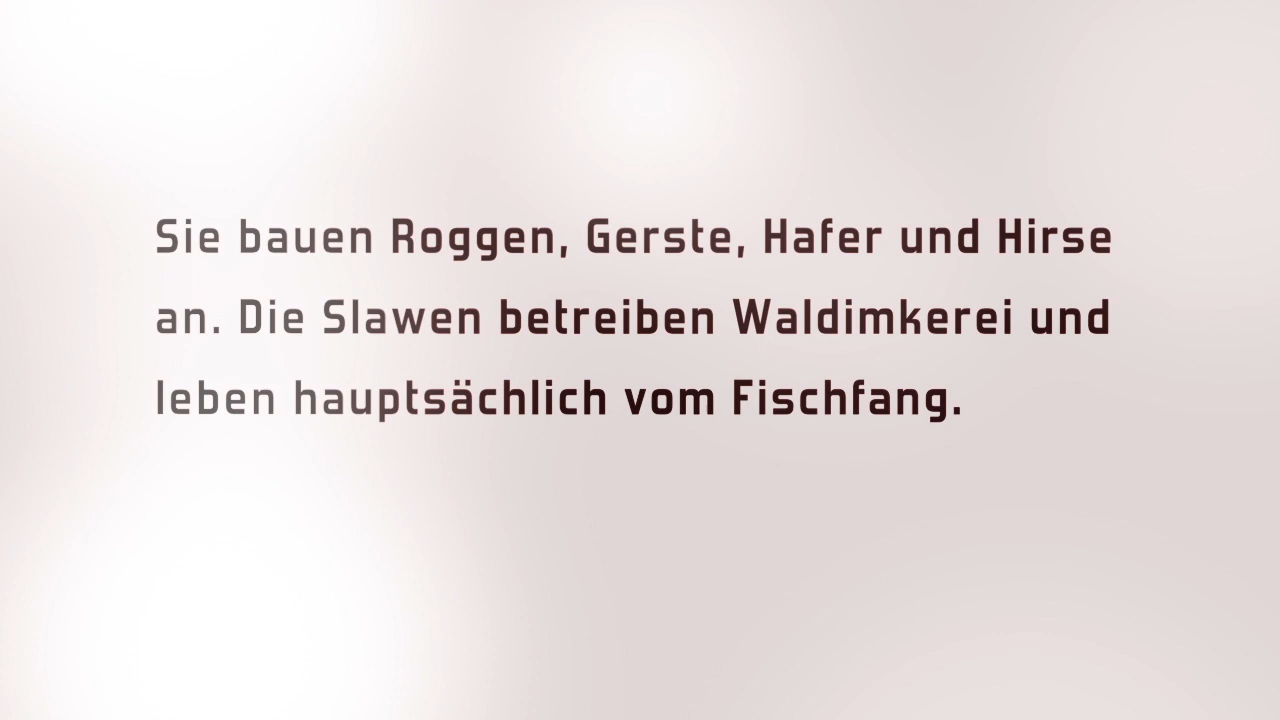 Sie bauen Roggen, Gerste, Hafer und Hirse
an. Die Slawen betreiben Waldimkerei und
leben hauptsächlich vom Fischfang.